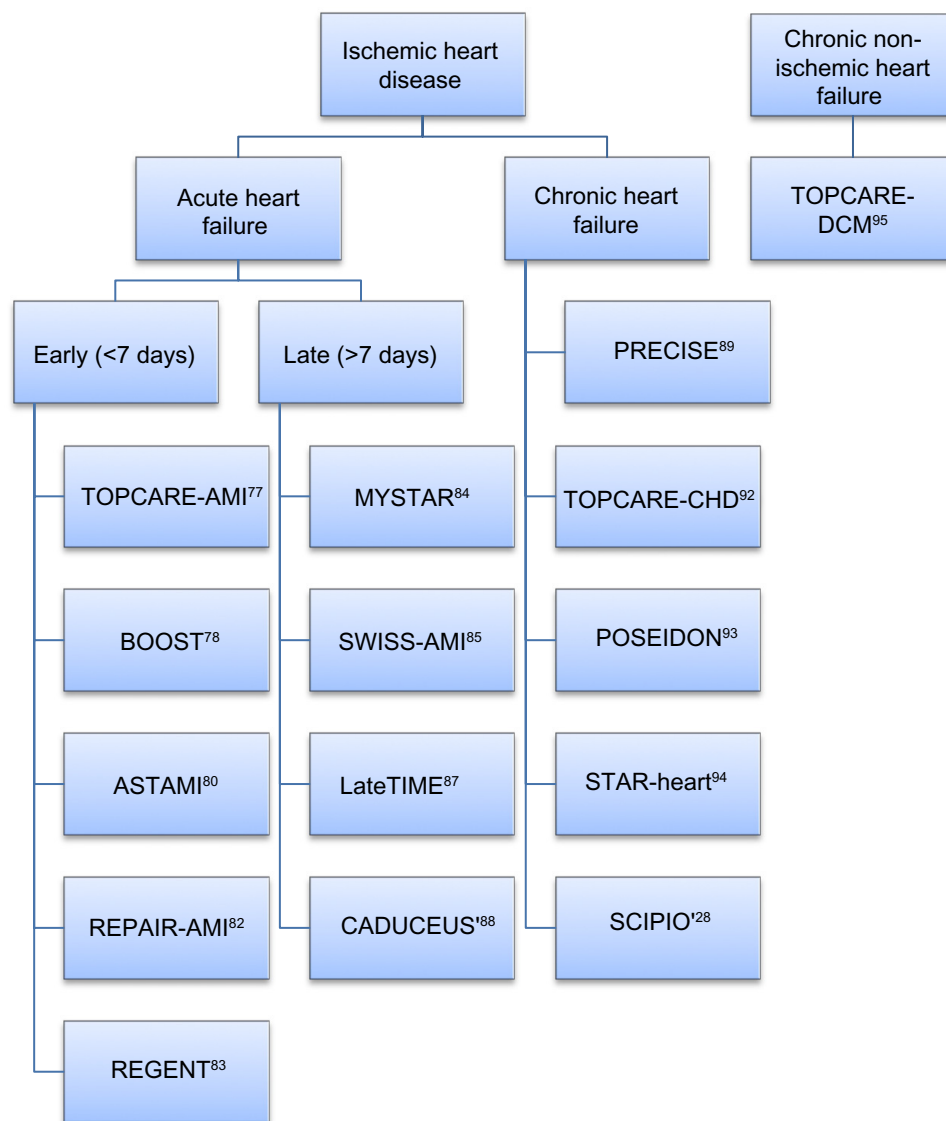 Ischemic heart
disease
Chronic non-
ischemic heart
failure
Acute heart
failure
Chronic heart
failure
TOPCARE-
DCM95
Early (<7 days)
Late (>7 days)
PRECISE89
TOPCARE-AMI77
MYSTAR84
TOPCARE-CHD92
BOOST78
SWISS-AMI85
POSEIDON93
ASTAMI80
LateTIME87
STAR-heart94
REPAIR-AMI82
CADUCEUS'88
SCIPIO'28
REGENT83